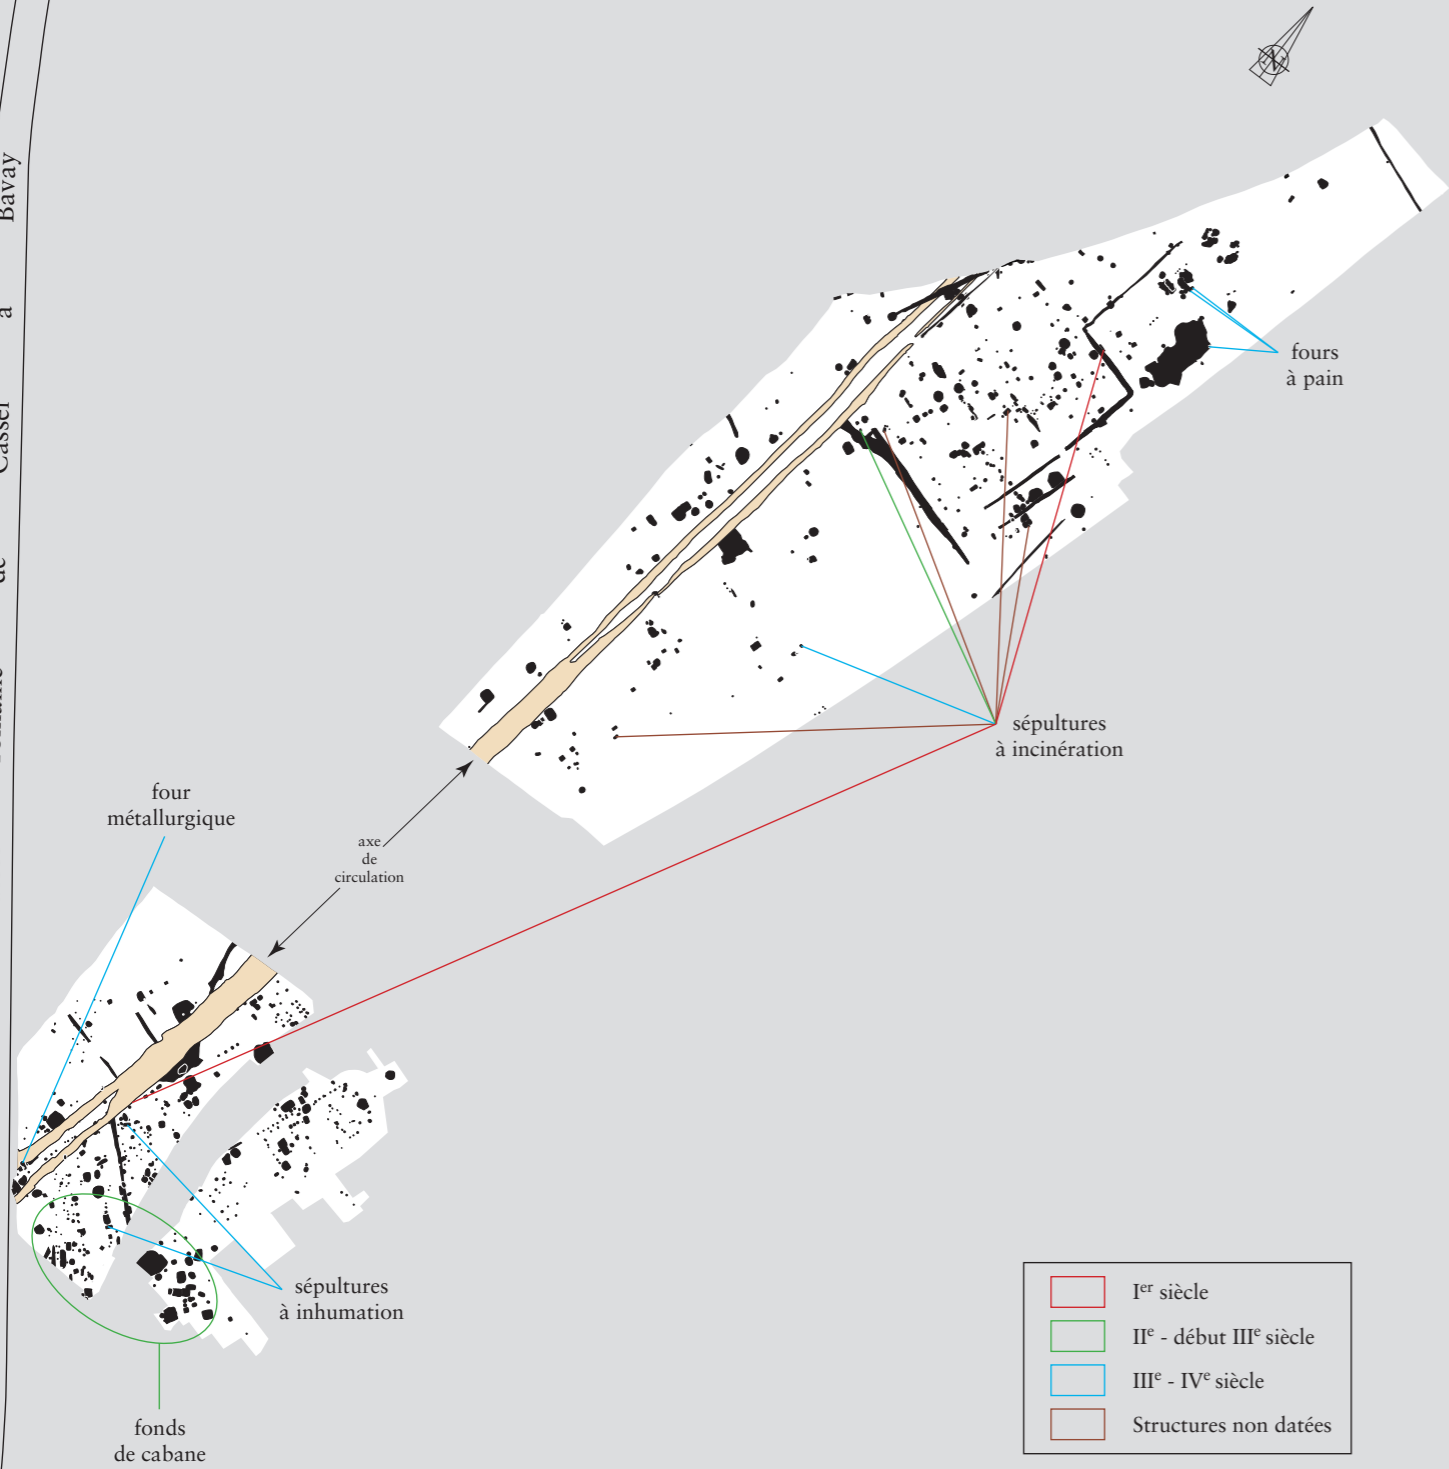 N
Bavay
à
Cassel
de
fours
à pain
sépultures
à incinération
four
métallurgique
axe
de
circulation
sépultures
à inhumation
fonds
de cabane
Iᵉʳ siècle
IIᵉ - début IIIᵉ siècle
IIIᵉ - IVᵉ siècle
Structures non datées